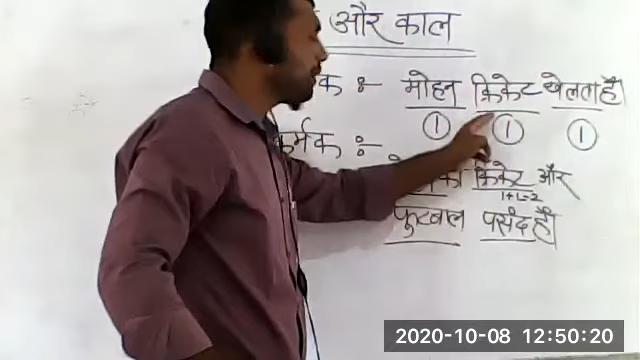 और काल
क :- मोहन क्रिकेट खेलता है।
① ① ①
कर्मक :-
को क्रिकेट और
1+1=2
फुटबाल पसंद है
2020-10-08 12:50:20